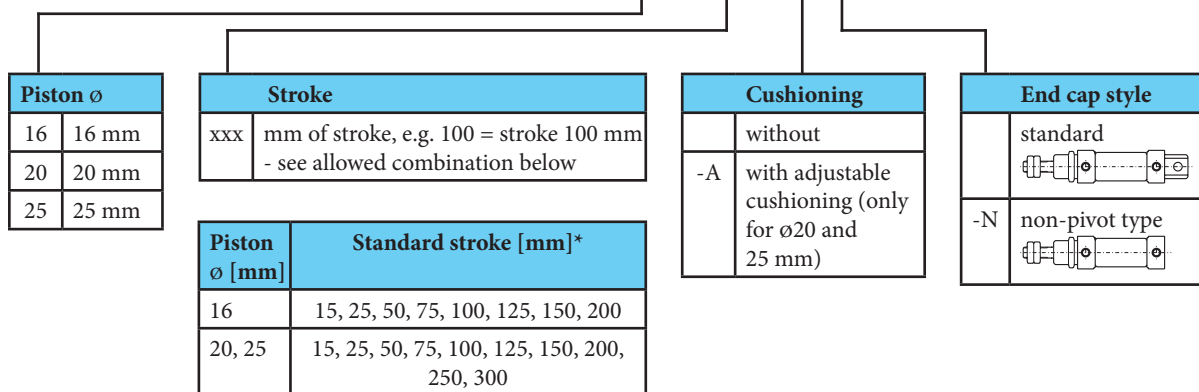 Piston ø
16 16 mm
20 20 mm
25 25 mm
Stroke
xxx mm of stroke, e.g. 100 = stroke 100 mm
- see allowed combination below
Piston Standard stroke [mm]*
ø [mm]
16 15, 25, 50, 75, 100, 125, 150, 200
20, 25 15, 25, 50, 75, 100, 125, 150, 200,
250, 300
Cushioning
without
-A with adjustable
cushioning (only
for ø20 and
25 mm)
End cap style
standard
-N non-pivot type